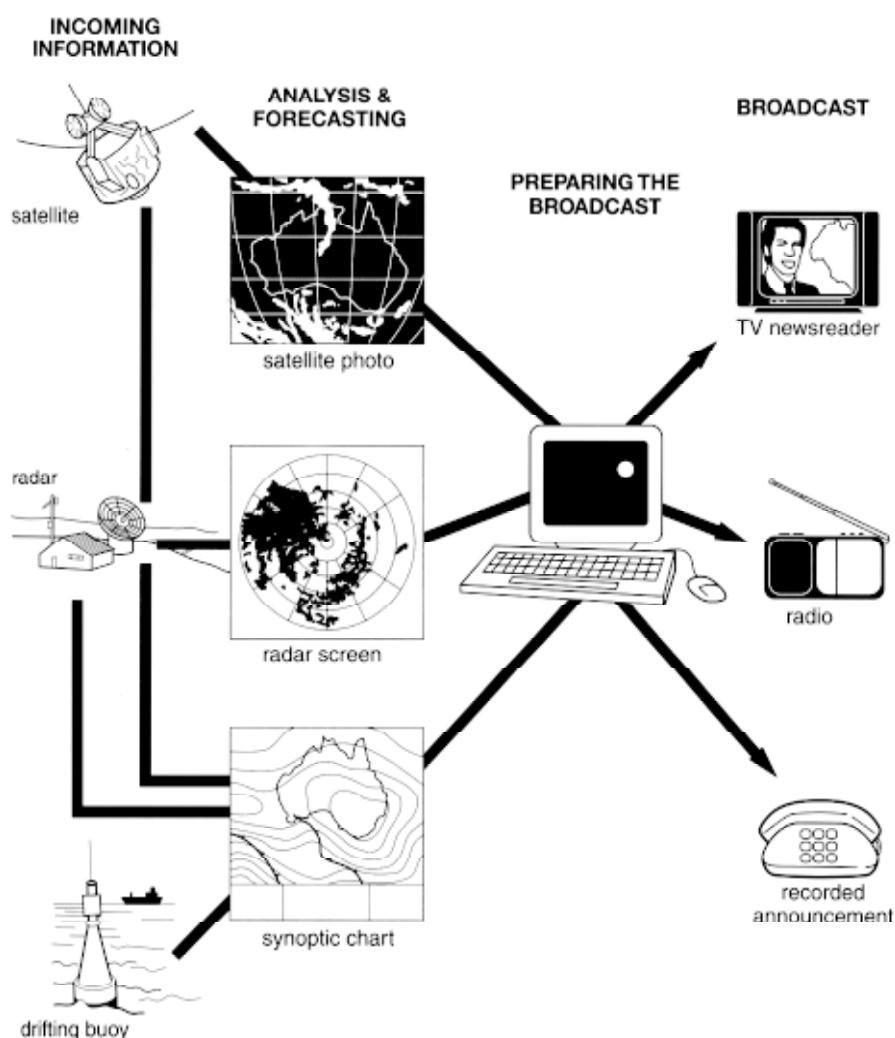 INCOMING
INFORMATION
ANALYSIS &
FORECASTING
PREPARING THE
BROADCAST
BROADCAST
satellite
satellite photo
TV newsreader
radar
radar screen
radio
synoptic chart
recorded
announcement
drifting buoy